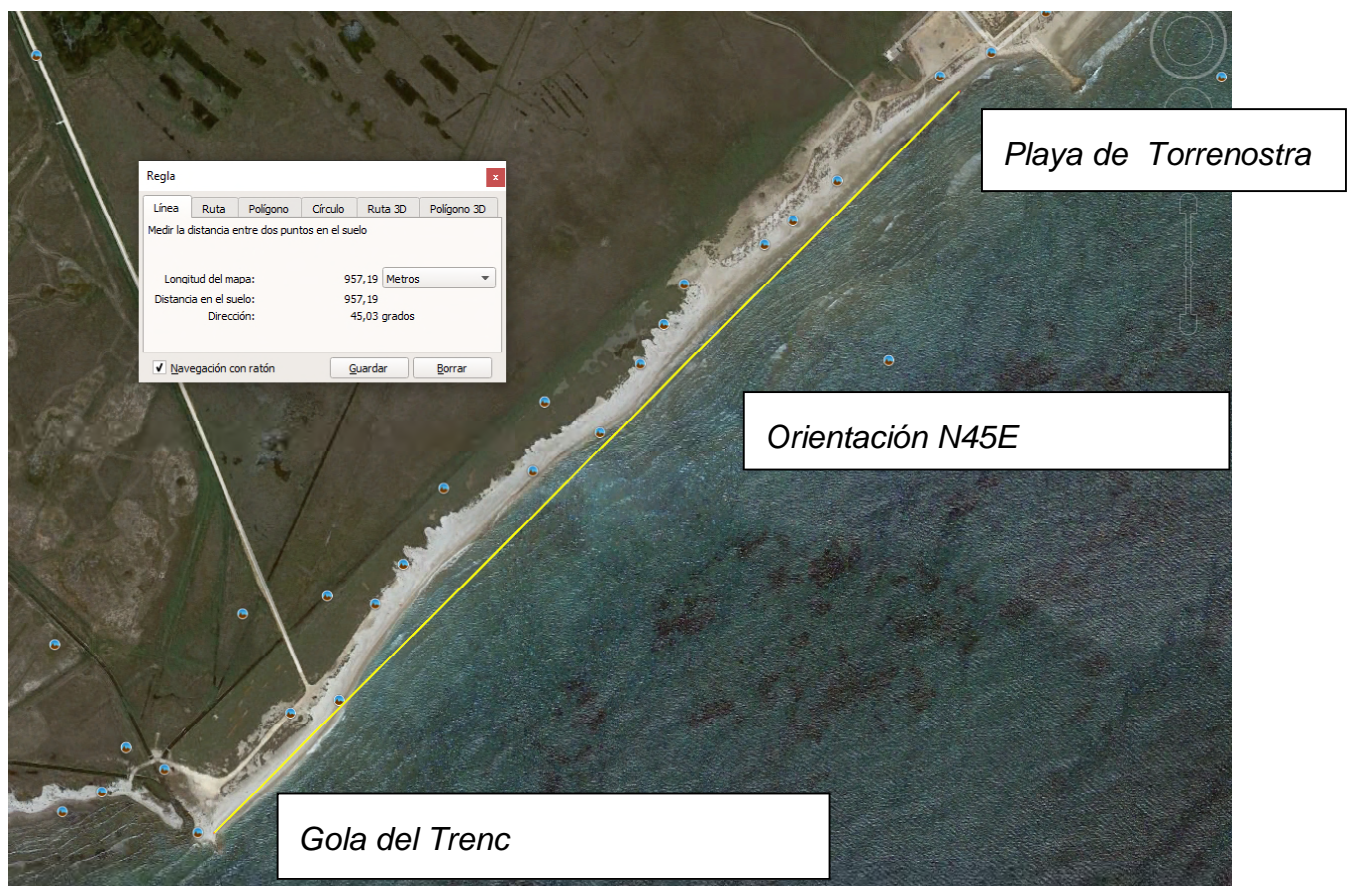 Playa de Torrenostra
Regla
x
Línea Ruta Polígono Círculo Ruta 3D Polígono 3D
Medir la distancia entre dos puntos en el suelo
Longitud del mapa: 957,19 Metros
Distancia en el suelo: 957,19
Dirección: 45,03 grados
Navegación con ratón Guardar Borrar
Orientación N45E
Gola del Trenc